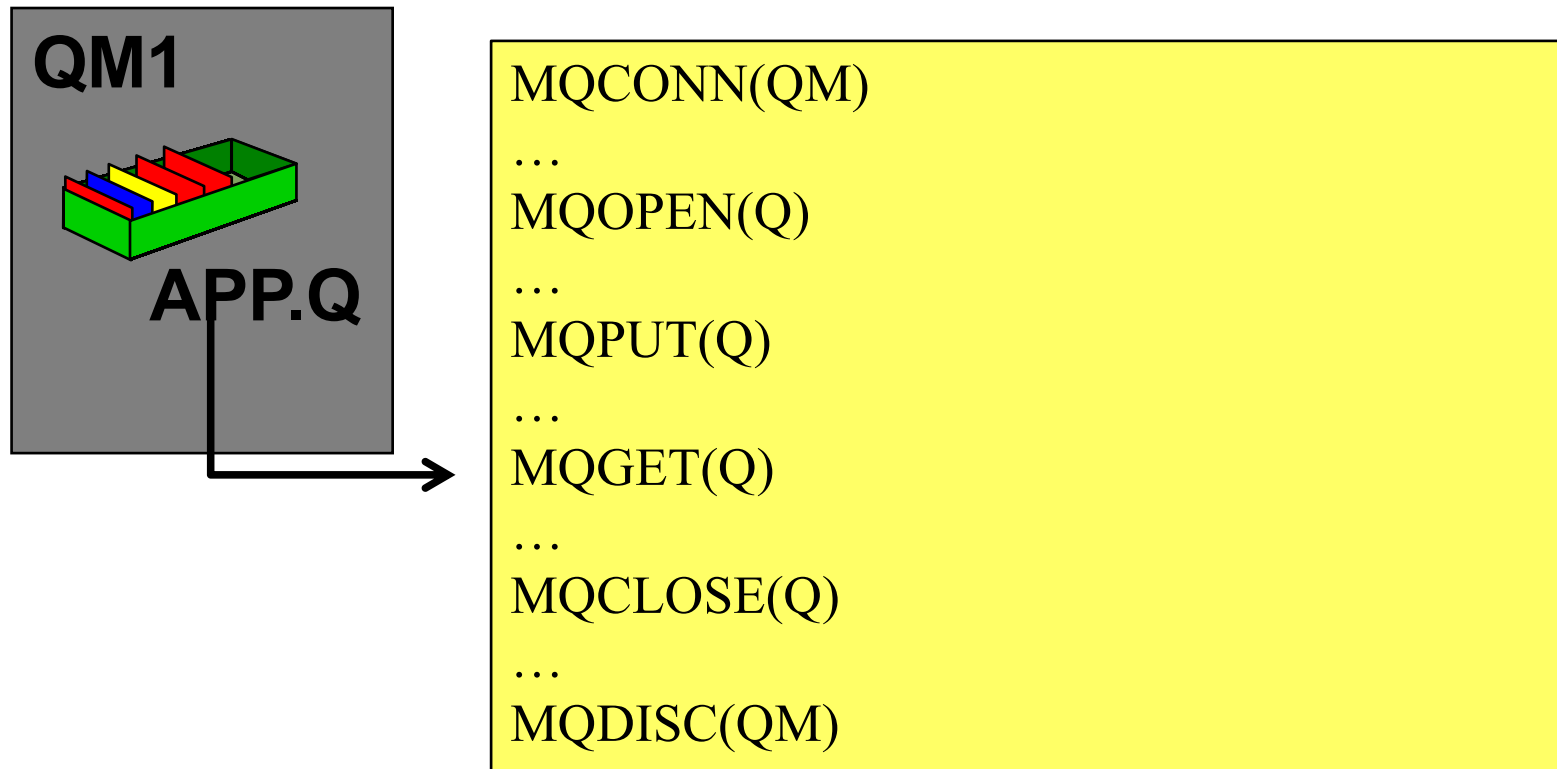 QM1
APP.Q
MQCONN(QM)
…
MQOPEN(Q)
…
MQPUT(Q)
…
MQGET(Q)
…
MQCLOSE(Q)
…
MQDISC(QM)